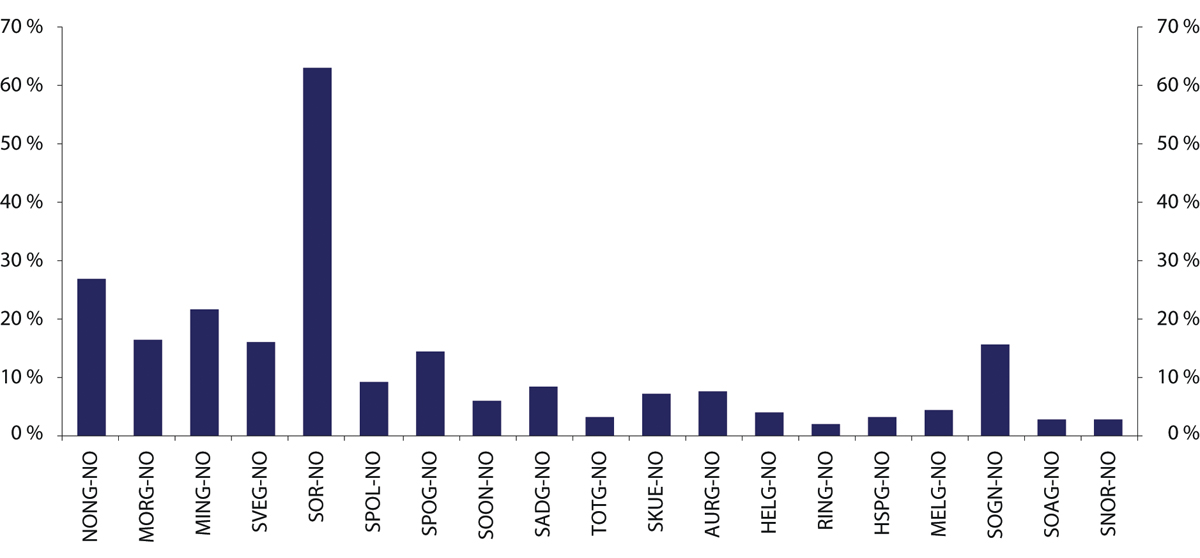 70 %
60 %
50 %
40 %
30 %
20 %
10 %
0 %
70 %
60 %
50 %
40 %
30 %
20 %
10 %
0 %
NONG-NO
MORG-NO
MING-NO
SVEG-NO
SOR-NO
SPOL-NO
SPOG-NO
SOON-NO
SADG-NO
TOTG-NO
SKUE-NO
AURG-NO
HELG-NO
RING-NO
HSPG-NO
MELG-NO
SOGN-NO
SOAG-NO
SNOR-NO